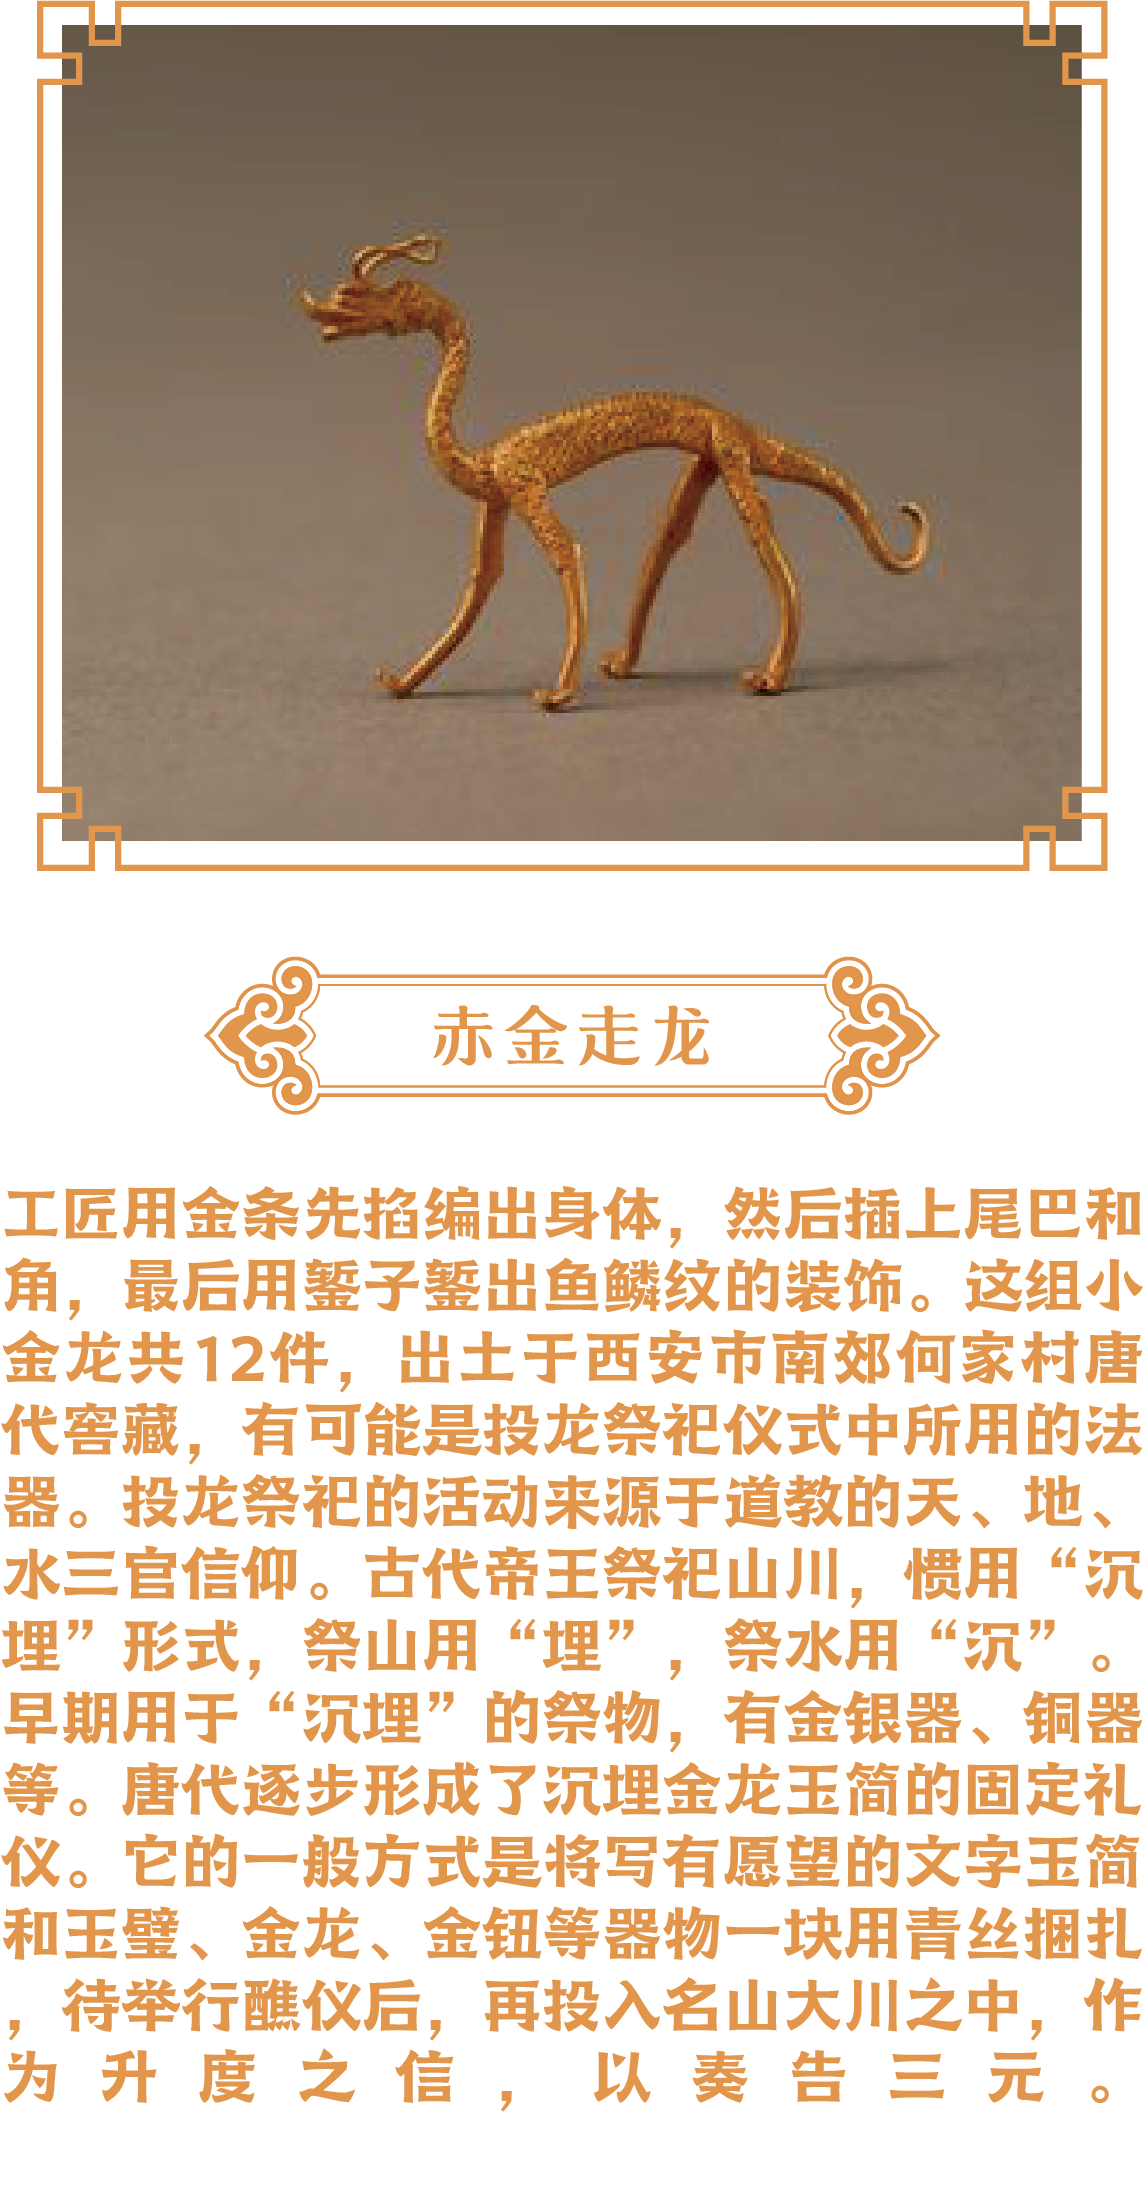 赤金走龙
工匠用金条先掐编出身体，然后插上尾巴和
角，最后用錾子錾出鱼鳞纹的装饰。这组小
金龙共12件，出土于西安市南郊何家村唐
代窖藏，有可能是投龙祭祀仪式中所用的法
器。投龙祭祀的活动来源于道教的天、地、
水三官信仰。古代帝王祭祀山川，惯用“沉
埋”形式，祭山用“埋”，祭水用“沉”。
早期用于“沉埋”的祭物，有金银器、铜器
等。唐代逐步形成了沉埋金龙玉简的固定礼
仪。它的一般方式是将写有愿望的文字玉简
和玉璧、金龙、金钮等器物一块用青丝捆扎
，待举行醮仪后，再投入名山大川之中，作
为升度之信，以奏告三元。